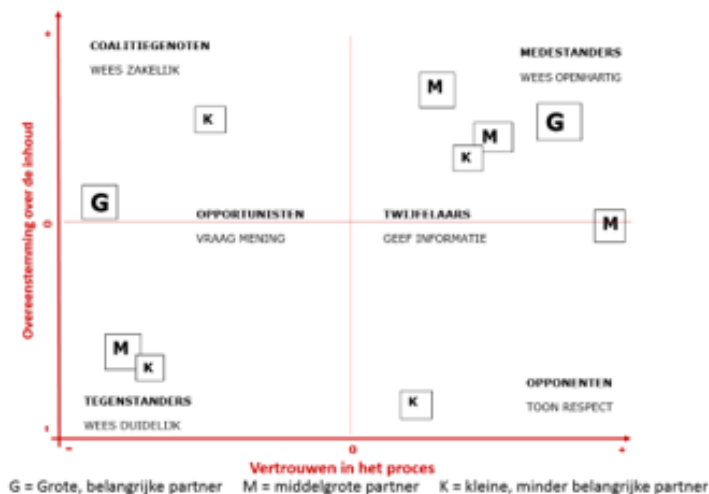 +
COALITIEGENOTEN
WEES ZAKELIJK
MEDESTANDERS
WEES OPENHARTIG
M
K
M
G
K
G
Overeenstemming over de inhoud
0
OPPORTUNISTEN
VRAAG MENING
TWIJFELAARS
GEEF INFORMATIE
M
M
K
TEGENSTANDERS
WEES DUIDELIJK
K
OPPONENTEN
TOON RESPECT
-
-
0
+
Vertrouwen in het proces
G = Grote, belangrijke partner M = middelgrote partner K = kleine, minder belangrijke partner